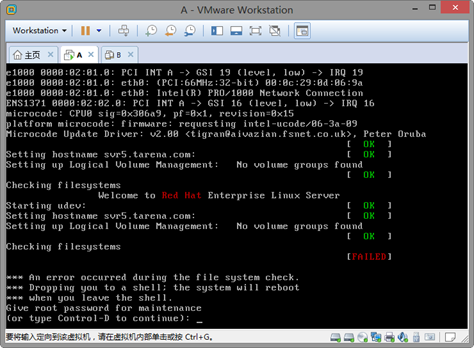 A - VMware Workstation
Workstation
主页 A B
e1000 0000:02:01.0: PCI INT A -> GSI 19 (level, low) -> IRQ 19
e1000 0000:02:01.0: eth0: (PCI:66MHz:32-bit) 00:0c:29:0d:06:9a
e1000 0000:02:01.0: eth0: Intel(R) PRO/1000 Network Connection
ENS1371 0000:02:02.0: PCI INT A -> GSI 16 (level, low) -> IRQ 16
microcode: CPU0 sig=0x306a9, pf=0x1, revision=0x15
platform microcode: firmware: requesting intel-ucode/06-3a-09
Microcode Update Driver: v2.00 <tigran@aivazian.fsnet.co.uk>, Peter Oruba
[ OK ]
Setting hostname svr5.tarena.com: [ OK ]
Setting up Logical Volume Management: No volume groups found
[ OK ]
Checking filesystems
Welcome to Red Hat Enterprise Linux Server
Starting udev: [ OK ]
Setting hostname svr5.tarena.com: [ OK ]
Setting up Logical Volume Management: No volume groups found
[ OK ]
Checking filesystems
[FAILED]
*** An error occurred during the file system check.
*** Dropping you to a shell; the system will reboot
*** when you leave the shell.
Give root password for maintenance
(or type Control-D to continue): _
要将输入定向到该虚拟机，请在虚拟机内部单击或按 Ctrl+G。